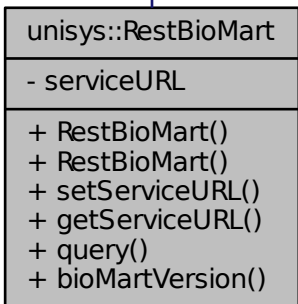 unisys::RestBioMart
- serviceURL
+ RestBioMart()
+ RestBioMart()
+ setServiceURL()
+ getServiceURL()
+ query()
+ bioMartVersion()